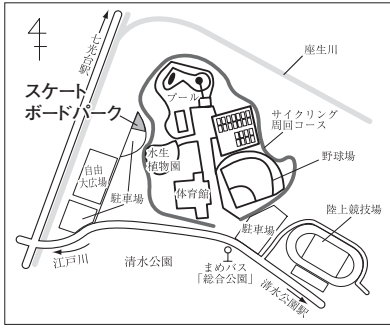 七光台駅
座生川
スケート
ボードパーク
プール
サイクリング
周回コース
水生
植物園
自由
大広場
駐車場
体育館
野球場
陸上競技場
駐車場
江戸川
清水公園
まめバス
「総合公園」
清水公園駅